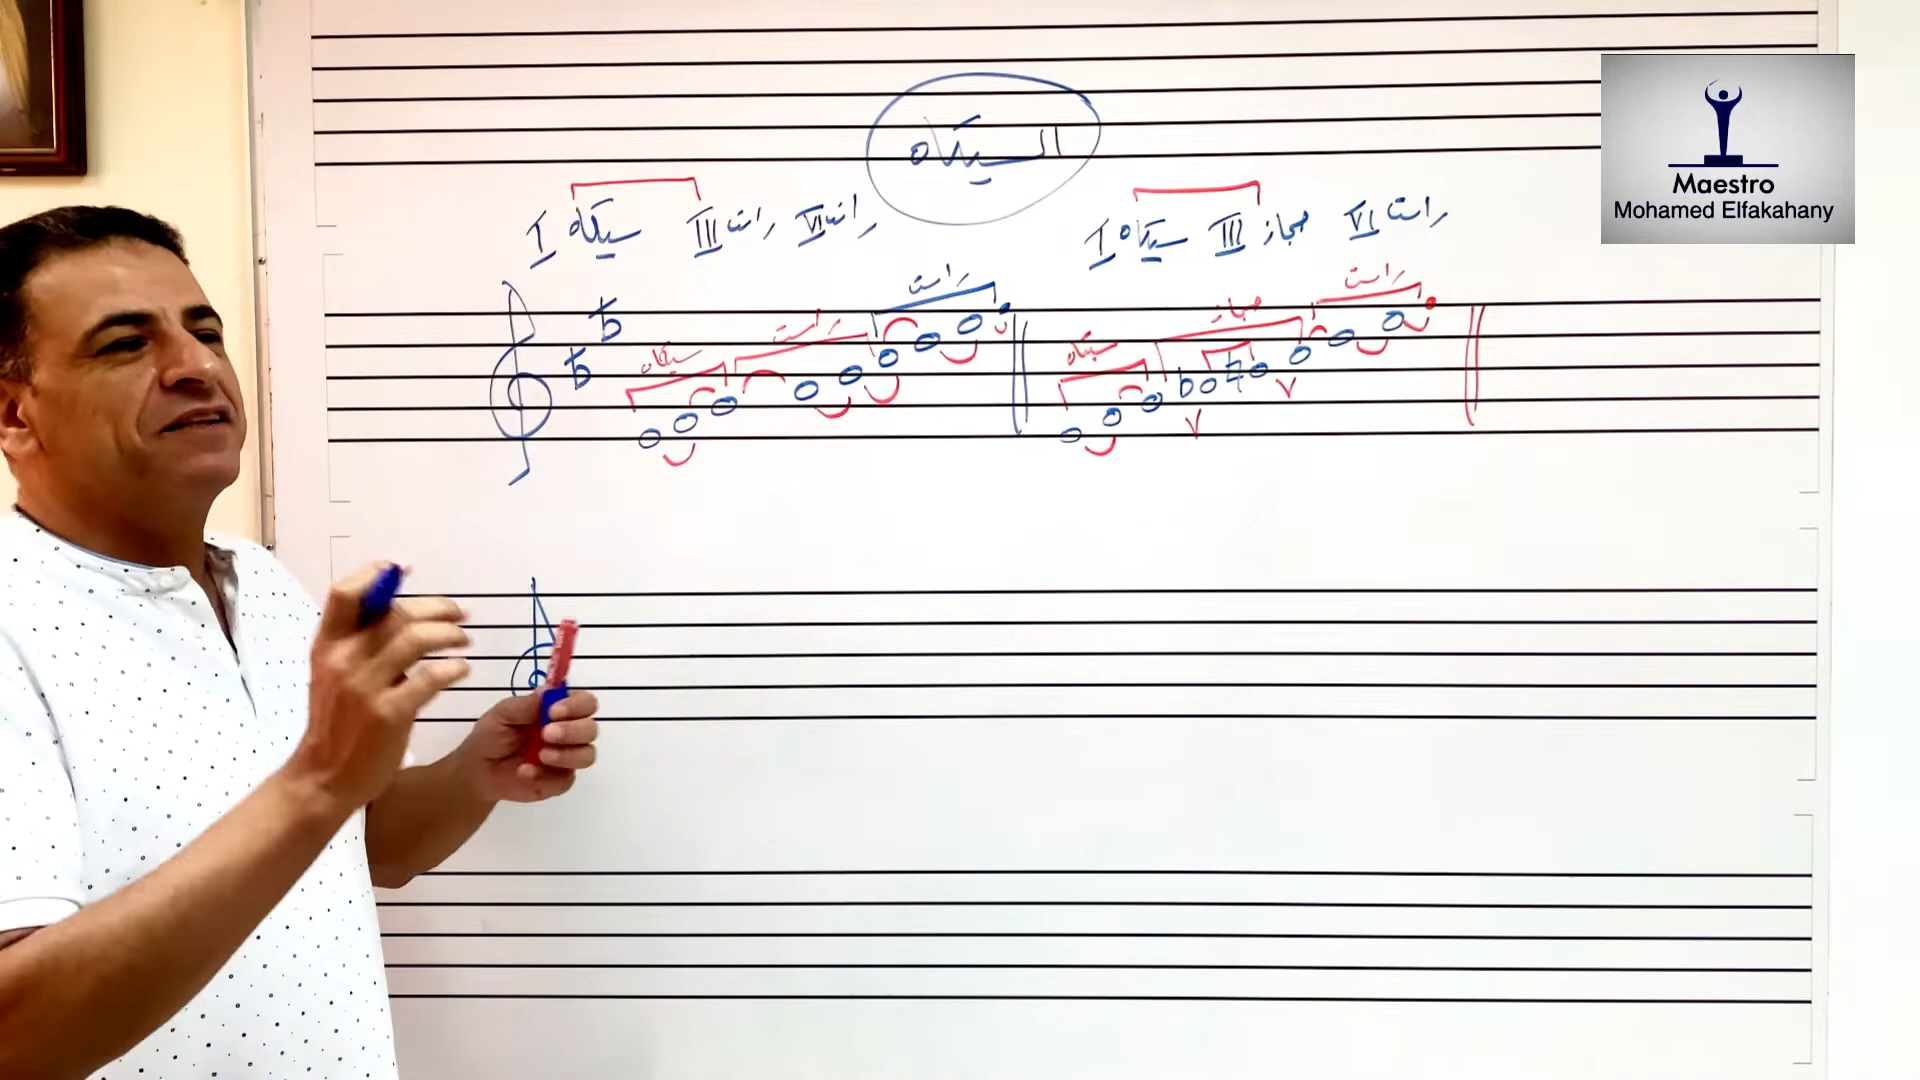 السيكاه
I سيكاه III راست VI راست
I سيكاه III حجاز VI راست
سيكاه راست راست
سيكاه حجاز راست
Maestro
Mohamed Elfakahany